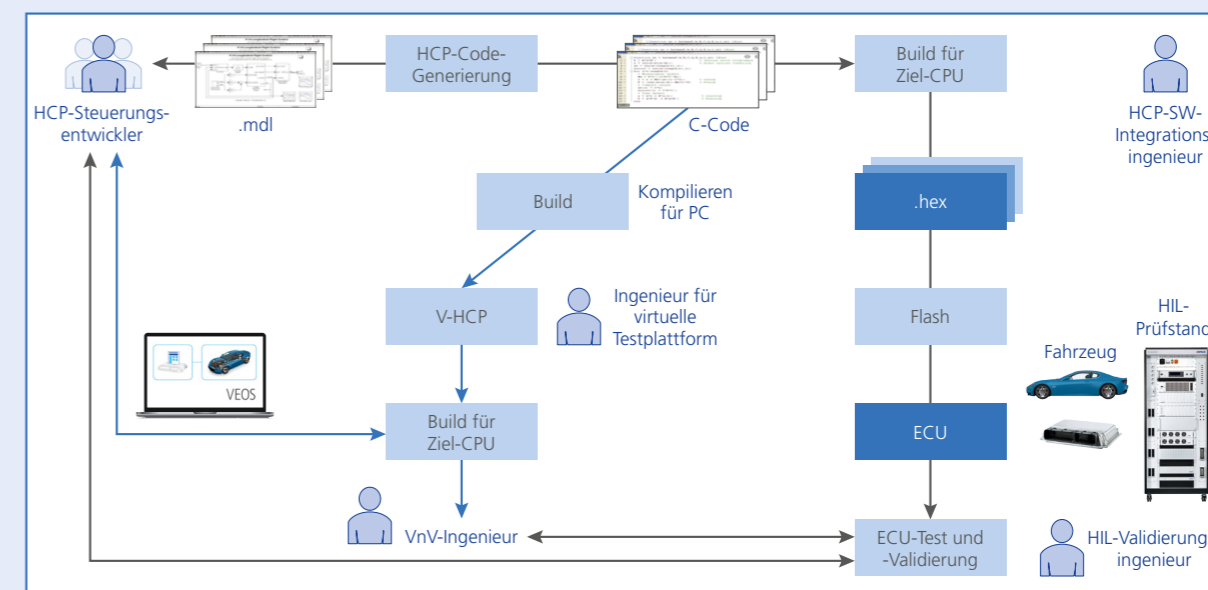 HCP-Steuerungs-
entwickler
.mdl
HCP-Code-
Generierung
C-Code
Build für
Ziel-CPU
HCP-SW-
Integrations
ingenieur
Build
Kompilieren
für PC
.hex
V-HCP
Ingenieur für
virtuelle
Testplattform
Flash
HIL-
Prüfstand
Fahrzeug
VEOS
Build für
Ziel-CPU
ECU
VnV-Ingenieur
ECU-Test und
-Validierung
HIL-Validierung
ingenieur